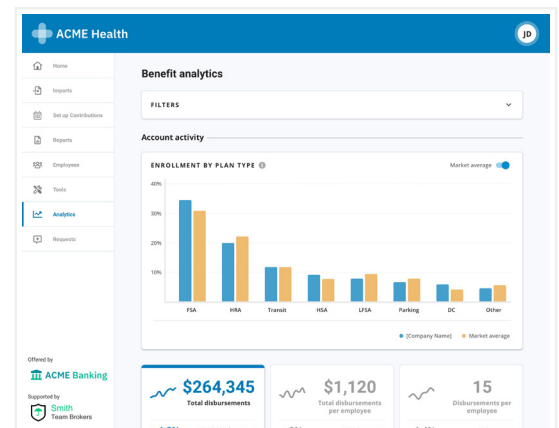 ACME Health
JD
Home
Imports
Set up Contributions
Reports
Employees
Tools
Analytics
Requests
Offered by
ACME Banking
Supported by
Smith
Team Brokers
Benefit analytics
FILTERS
Account activity
ENROLLMENT BY PLAN TYPE
Market average
40%
30%
20%
10%
FSA HRA Transit HSA LFSA Parking DC Other
[Company Name] Market average
$264,345
Total disbursements
$1,120
Total disbursements
per employee
15
Disbursements per
employee